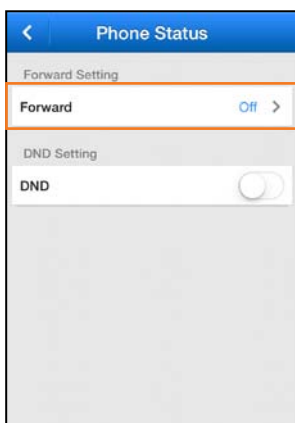 Phone Status
Forward Setting
Forward Off
DND Setting
DND